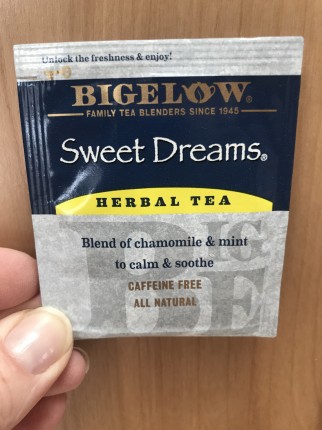 Unlock the freshness & enjoy!
BIGELOW®
FAMILY TEA BLENDERS SINCE 1945
Sweet Dreams®
HERBAL TEA
Blend of chamomile & mint
to calm & soothe
CAFFEINE FREE
ALL NATURAL